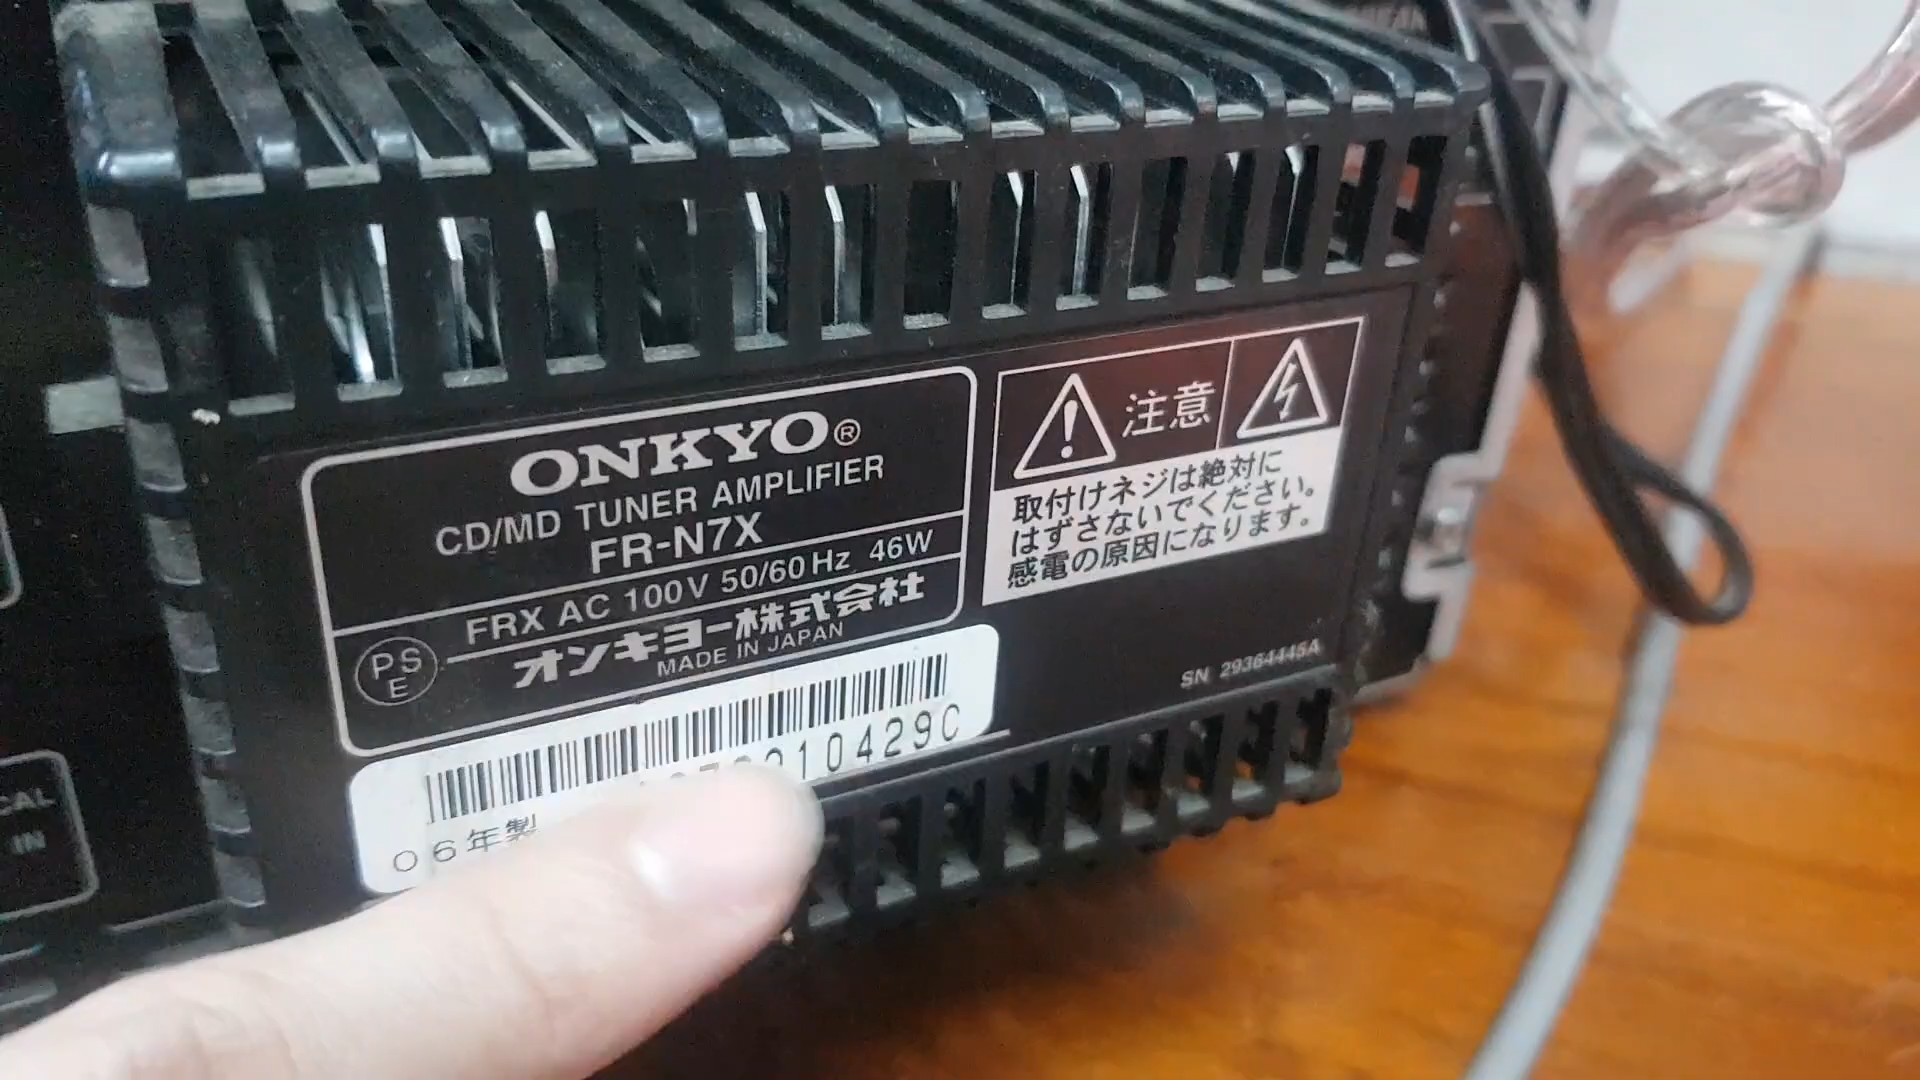 ONKYO®
CD/MD TUNER AMPLIFIER
FR-N7X
FRX AC 100V 50/60Hz 46W
オンキヨー株式会社
MADE IN JAPAN
PS
E
注意
取付けネジは絶対に
はずさないでください。
感電の原因になります。
SN 29364445A
10429C
06年製
CAL
IN